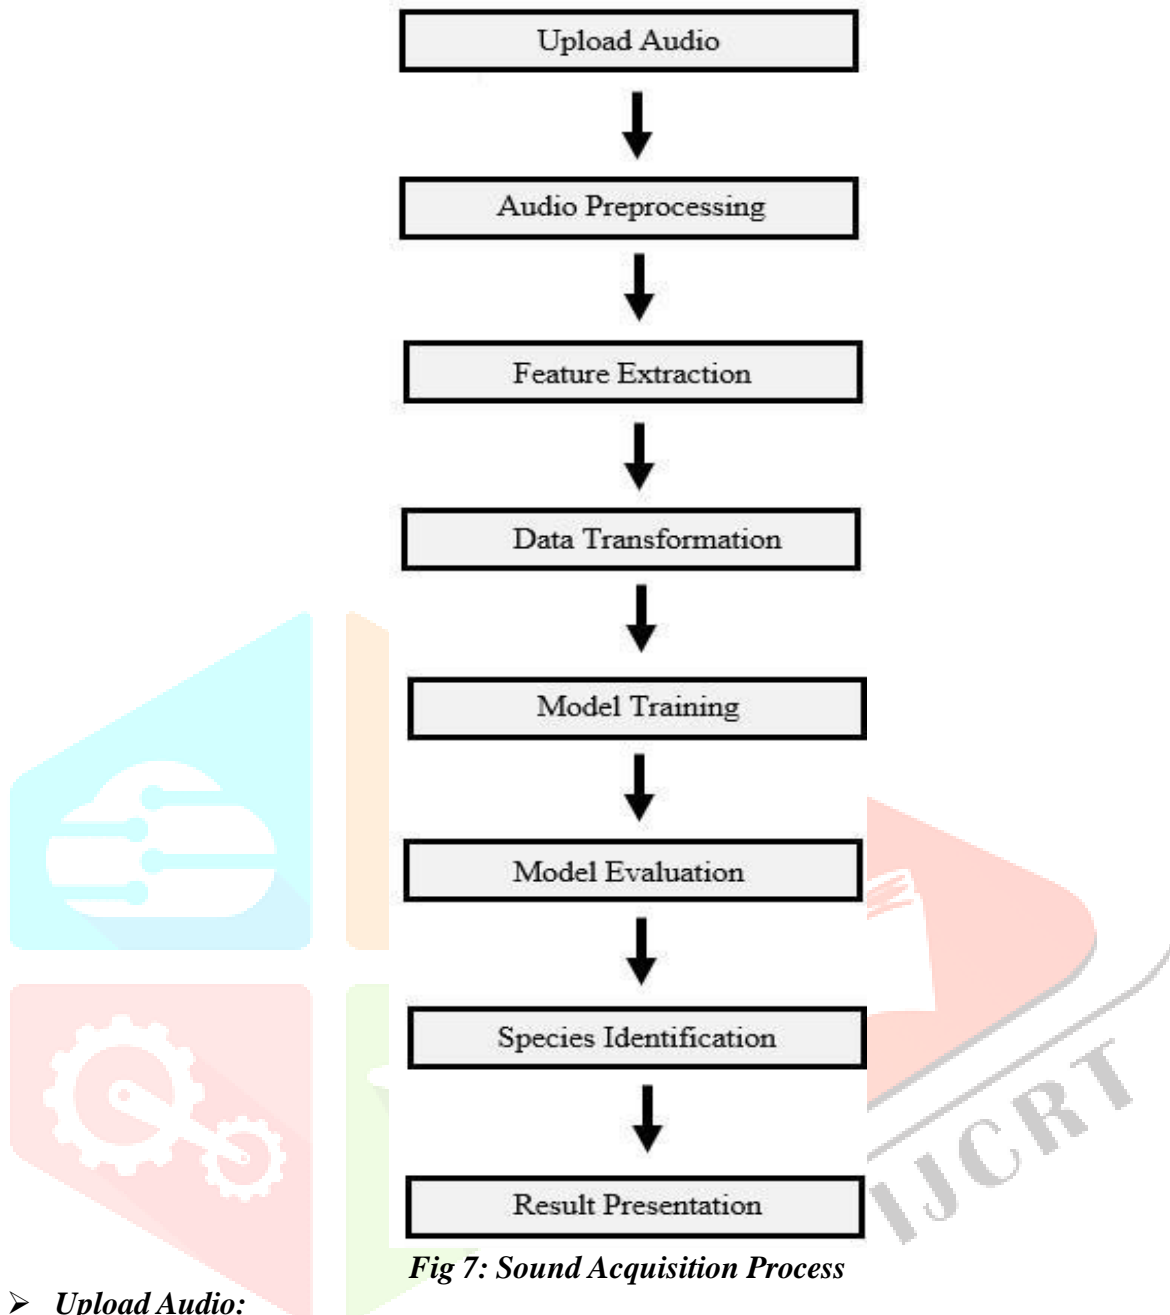 Upload Audio
Audio Preprocessing
Feature Extraction
Data Transformation
Model Training
Model Evaluation
Species Identification
Result Presentation
IJCRT
Fig 7: Sound Acquisition Process
➢ Upload Audio: